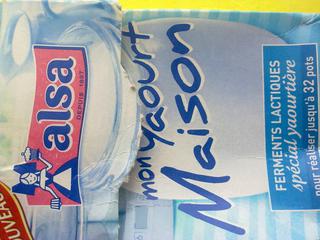 alsa
DEPUIS 1897
mon yaourt
Maison
FERMENTS LACTIQUES
spécial yaourtière
pour réaliser jusqu'à 32 pots